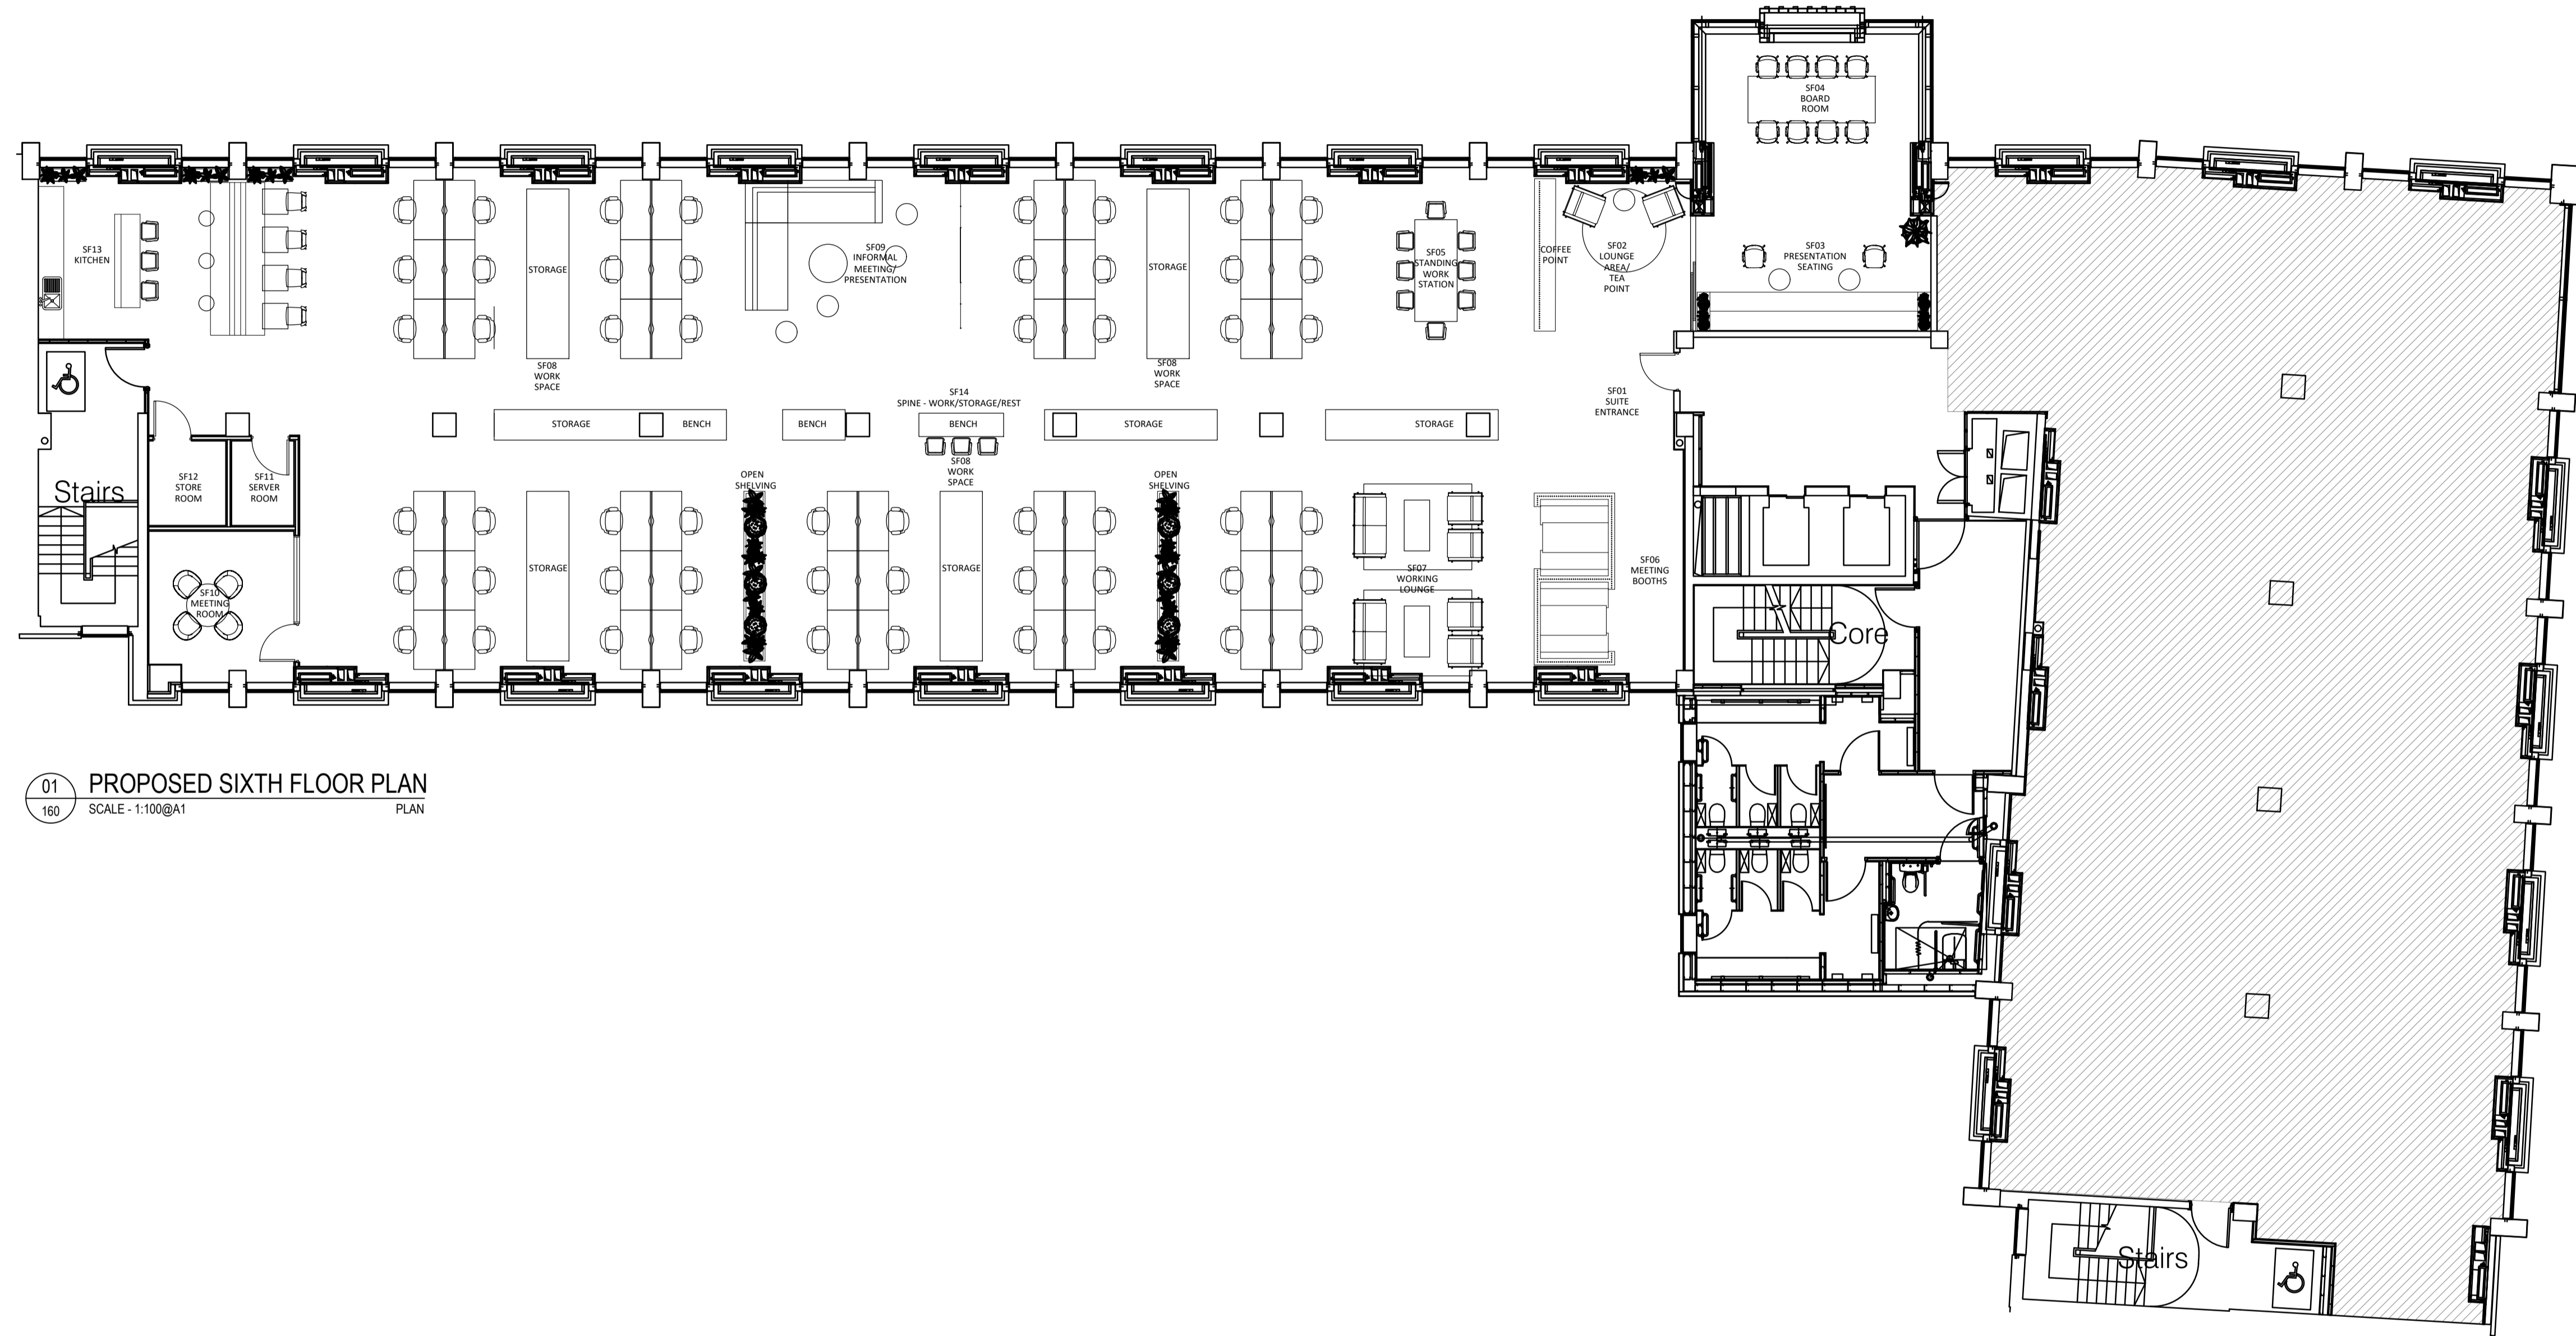 SF04
BOARD
ROOM
SF13
KITCHEN
STORAGE
SF09
INFORMAL
MEETING/
PRESENTATION
STORAGE
SF05
STANDING
WORK
STATION
COFFEE
POINT
SF02
LOUNGE
AREA/
TEA
POINT
SF03
PRESENTATION
SEATING
SF08
WORK
SPACE
SF08
WORK
SPACE
SF14
SPINE - WORK/STORAGE/REST
SF01
SUITE
ENTRANCE
STORAGE
BENCH
BENCH
BENCH
STORAGE
STORAGE
Stairs
SF12
STORE
ROOM
SF11
SERVER
ROOM
OPEN
SHELVING
SF08
WORK
SPACE
OPEN
SHELVING
STORAGE
STORAGE
SF10
MEETING
ROOM
SF07
WORKING
LOUNGE
SF06
MEETING
BOOTHS
Core
01
160
PROPOSED SIXTH FLOOR PLAN
SCALE - 1:100@A1
PLAN
Stairs